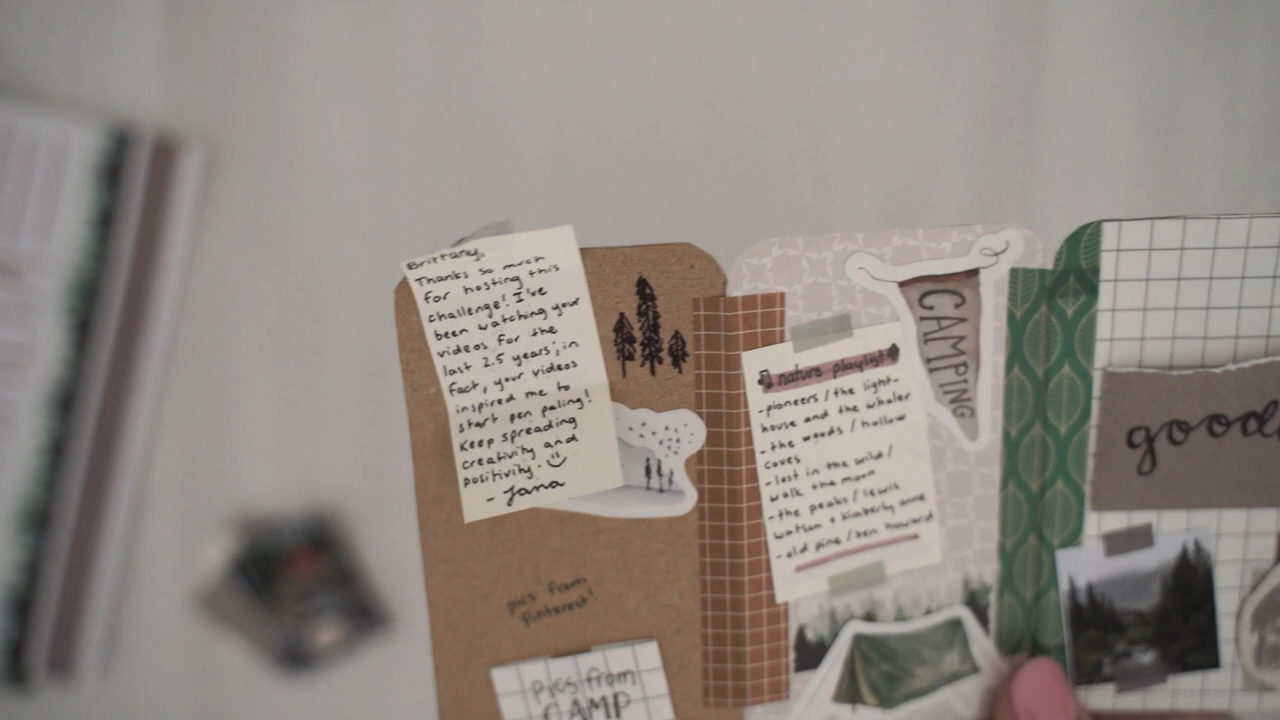 Brittany,
Thanks so much
for hosting this
challenge! I've
been watching your
videos for the
last 2.5 years; in
fact, your videos
inspired me to
start pen paling!
Keep spreading
creativity and
positivity. :)
- Jana
pics from
pinterest!
pics from
CAMP
nature playlist
- pioneers / the light-
house and the whaler
- the woods / hollow
coves
- lost in the wild /
walk the moon
- the peaks / lewis
watson + kimberly anne
- old pine / ben howard
CAMPING
good